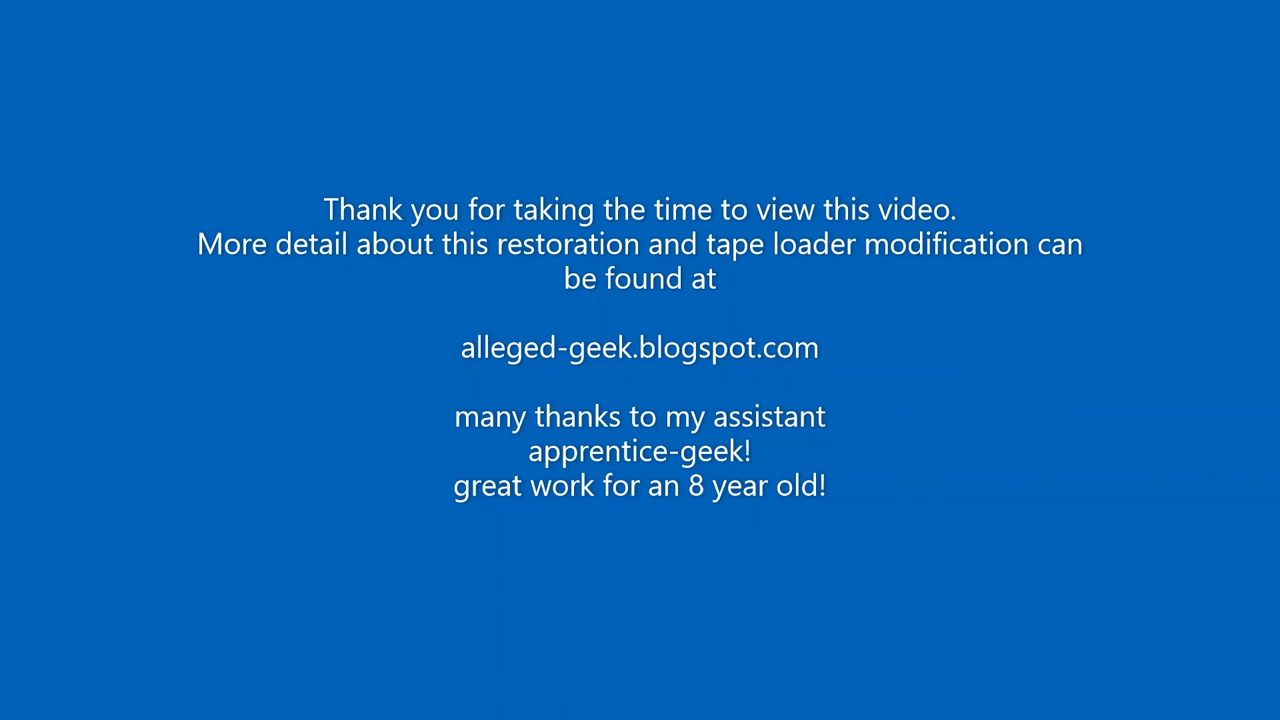 Thank you for taking the time to view this video.
More detail about this restoration and tape loader modification can
be found at
alleged-geek.blogspot.com
many thanks to my assistant
apprentice-geek!
great work for an 8 year old!